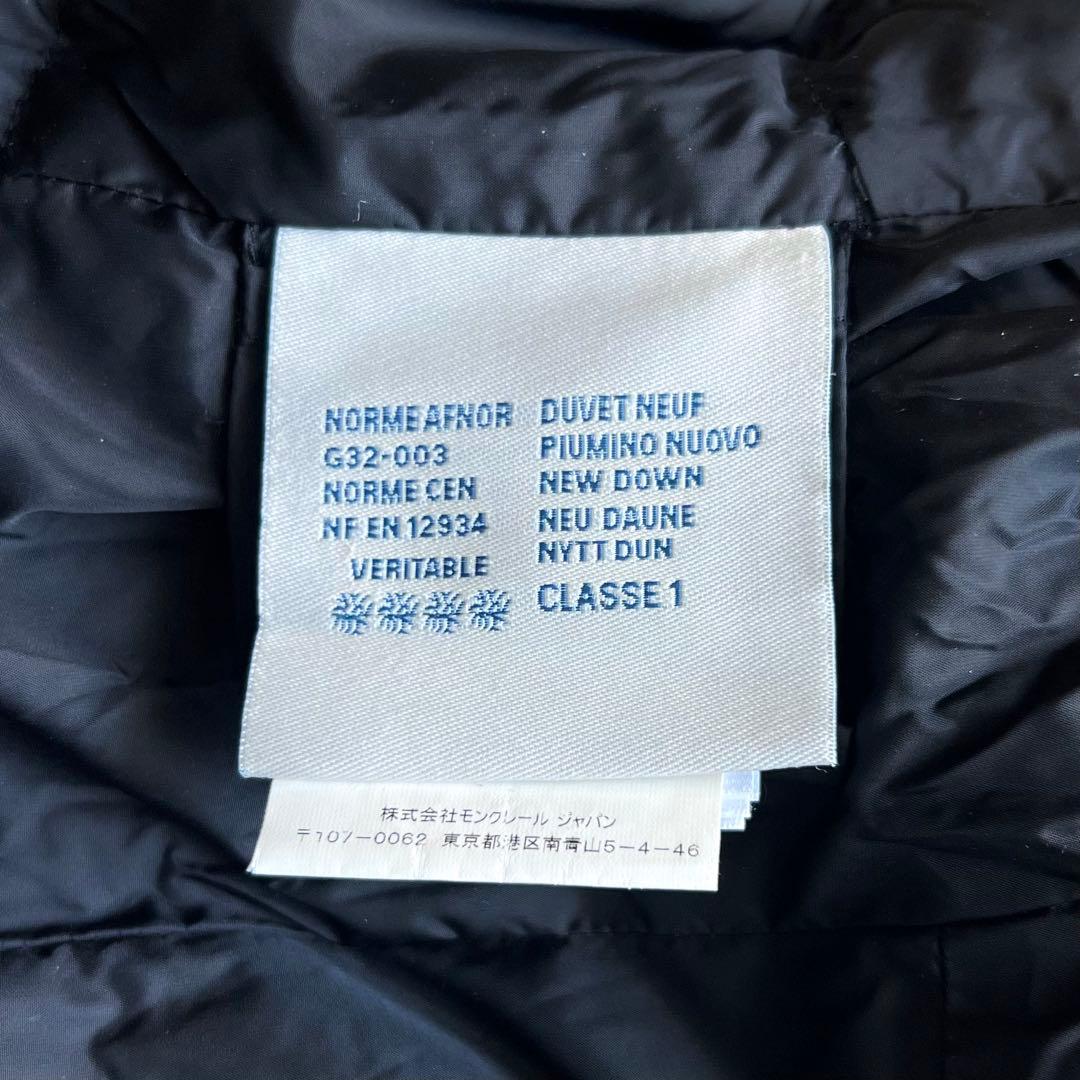 NORME AFNOR
G32-003
NORME CEN
NF EN 12934
VERITABLE
DUVET NEUF
PIUMINO NUOVO
NEW DOWN
NEU DAUNE
NYTT DUN
CLASSE 1
株式会社モンクレール ジャパン
〒107-0062 東京都港区南青山5-4-46